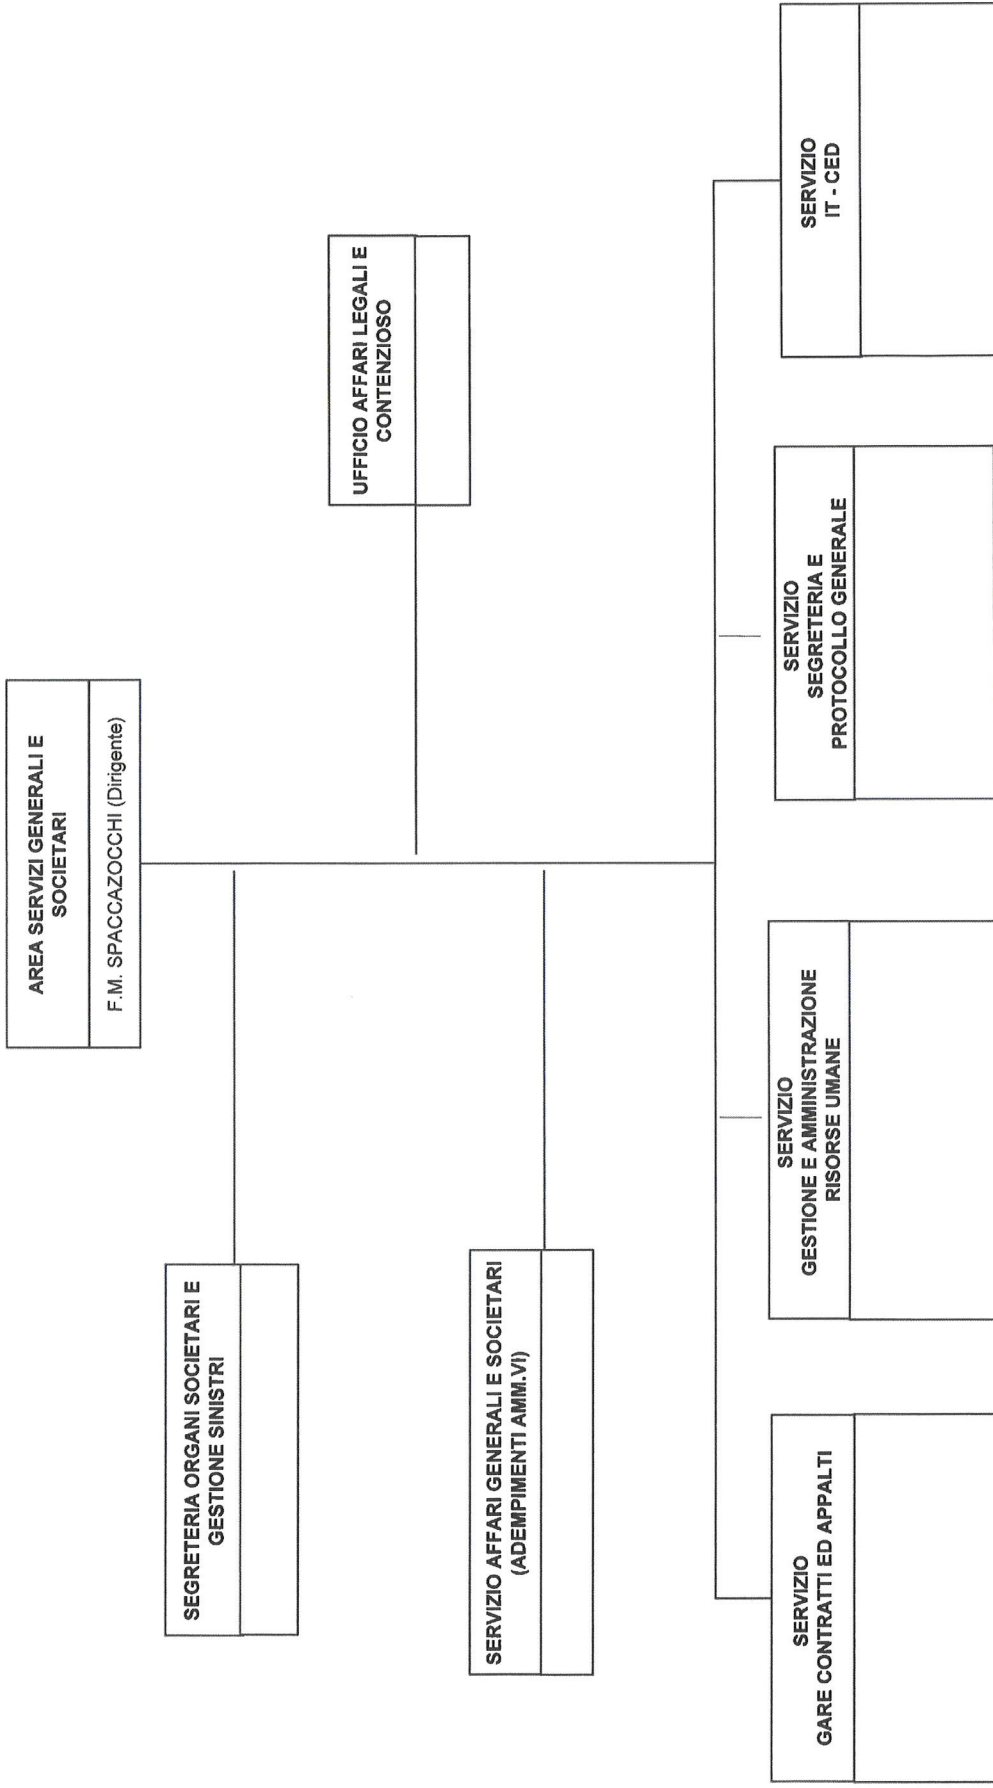 AREA SERVIZI GENERALI E
SOCIETARI
F.M. SPACCAZOCCHI (Dirigente)
SEGRETERIA ORGANI SOCIETARI E
GESTIONE SINISTRI
UFFICIO AFFARI LEGALI E
CONTENZIOSO
SERVIZIO AFFARI GENERALI E SOCIETARI
(ADEMPIMENTI AMM.VI)
SERVIZIO
GARE CONTRATTI ED APPALTI
SERVIZIO
GESTIONE E AMMINISTRAZIONE
RISORSE UMANE
SERVIZIO
SEGRETERIA E
PROTOCOLLO GENERALE
SERVIZIO
IT - CED